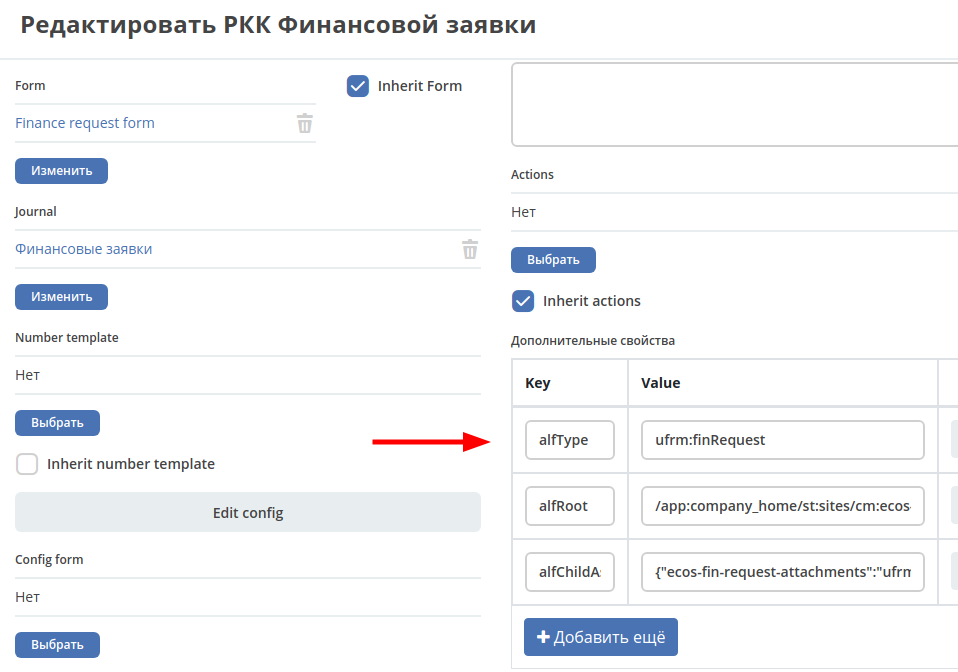 Редактировать РКК Финансовой заявки
Form
Inherit Form
Finance request form
Изменить
Journal
Финансовые заявки
Изменить
Number template
Нет
Выбрать
Inherit number template
Edit config
Config form
Нет
Выбрать
Actions
Нет
Выбрать
Inherit actions
Дополнительные свойства
Key Value
alfType ufrm:finRequest
alfRoot /app:company_home/st:sites/cm:ecos-
alfChildA {"ecos-fin-request-attachments":"ufrm
Добавить ещё